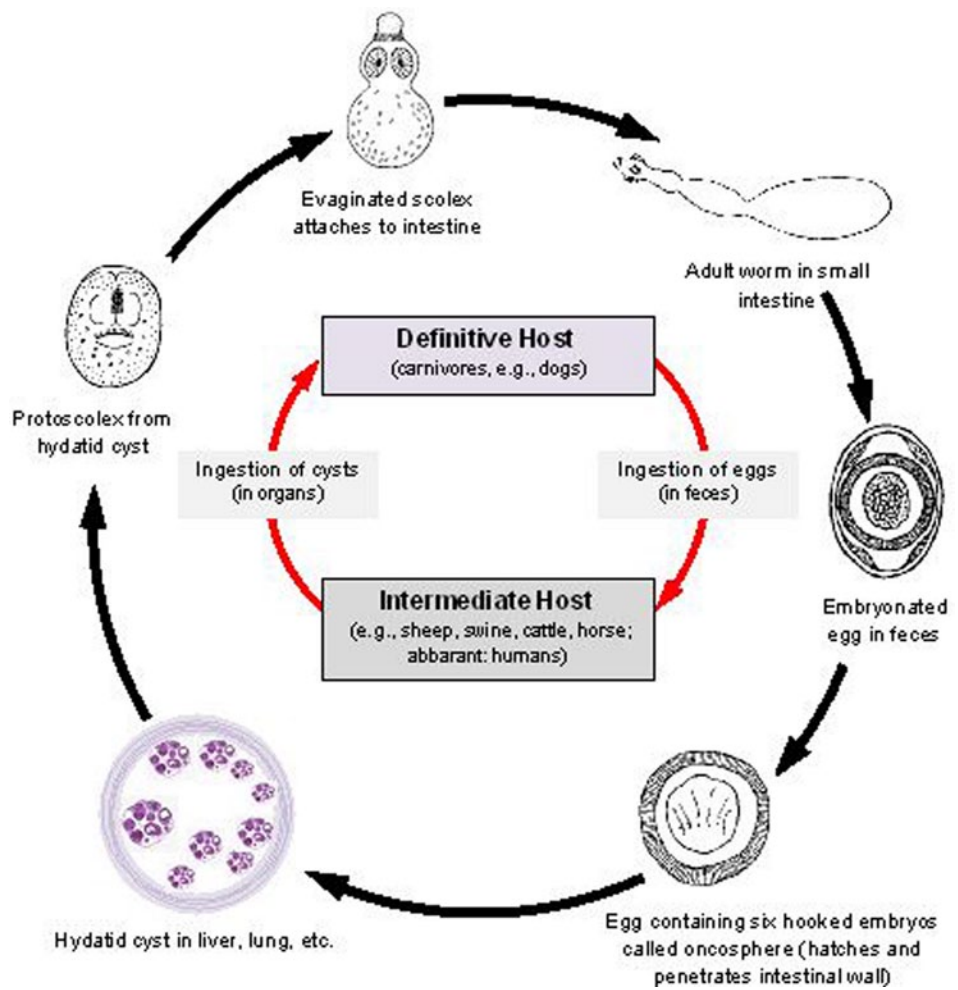 Evaginated scolex
attaches to intestine
Adult worm in small
intestine
Definitive Host
(carnivores, e.g., dogs)
Protoscolex from
hydatid cyst
Ingestion of cysts
(in organs)
Ingestion of eggs
(in feces)
Intermediate Host
(e.g., sheep, swine, cattle, horse;
abbarant: humans)
Embryonated
egg in feces
Hydatid cyst in liver, lung, etc.
Egg containing six hooked embryos
called oncosphere (hatches and
penetrates intestinal wall)